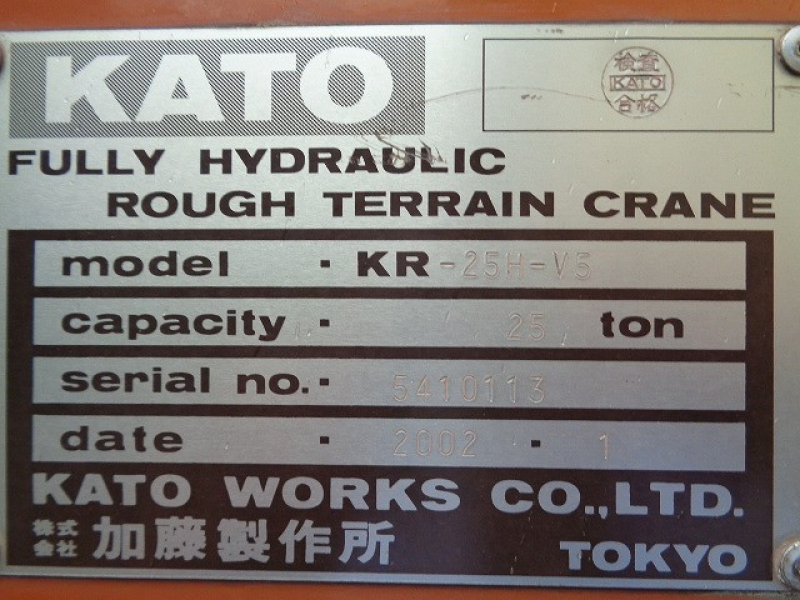 KATO
検査
KATO
合格
FULLY HYDRAULIC
ROUGH TERRAIN CRANE
model · KR-25H-V5
capacity · 25 ton
serial no. · 5410113
date · 2002 · 1
KATO WORKS CO.,LTD.
株式会社 加藤製作所 TOKYO